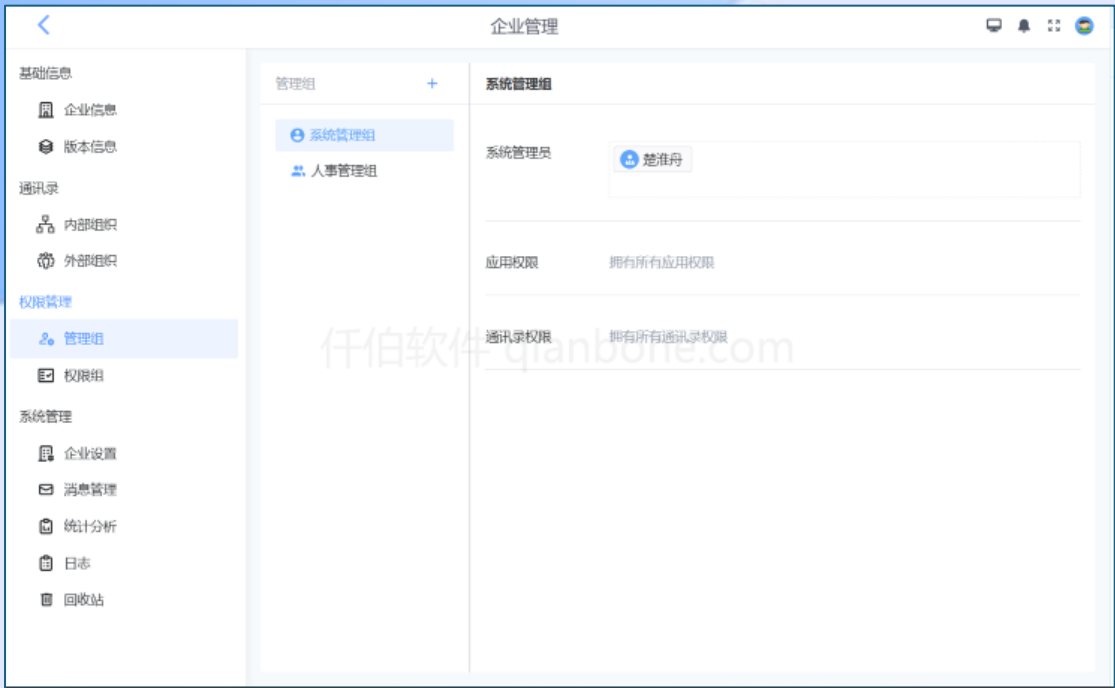 企业管理
基础信息
企业信息
版本信息
通讯录
内部组织
外部组织
权限管理
管理组
权限组
系统管理
企业设置
消息管理
统计分析
日志
回收站
管理组 +
系统管理组
人事管理组
系统管理组
系统管理员 楚淮舟
应用权限 拥有所有应用权限
通讯录权限 拥有所有通讯录权限
仟伯软件 qianbone.com